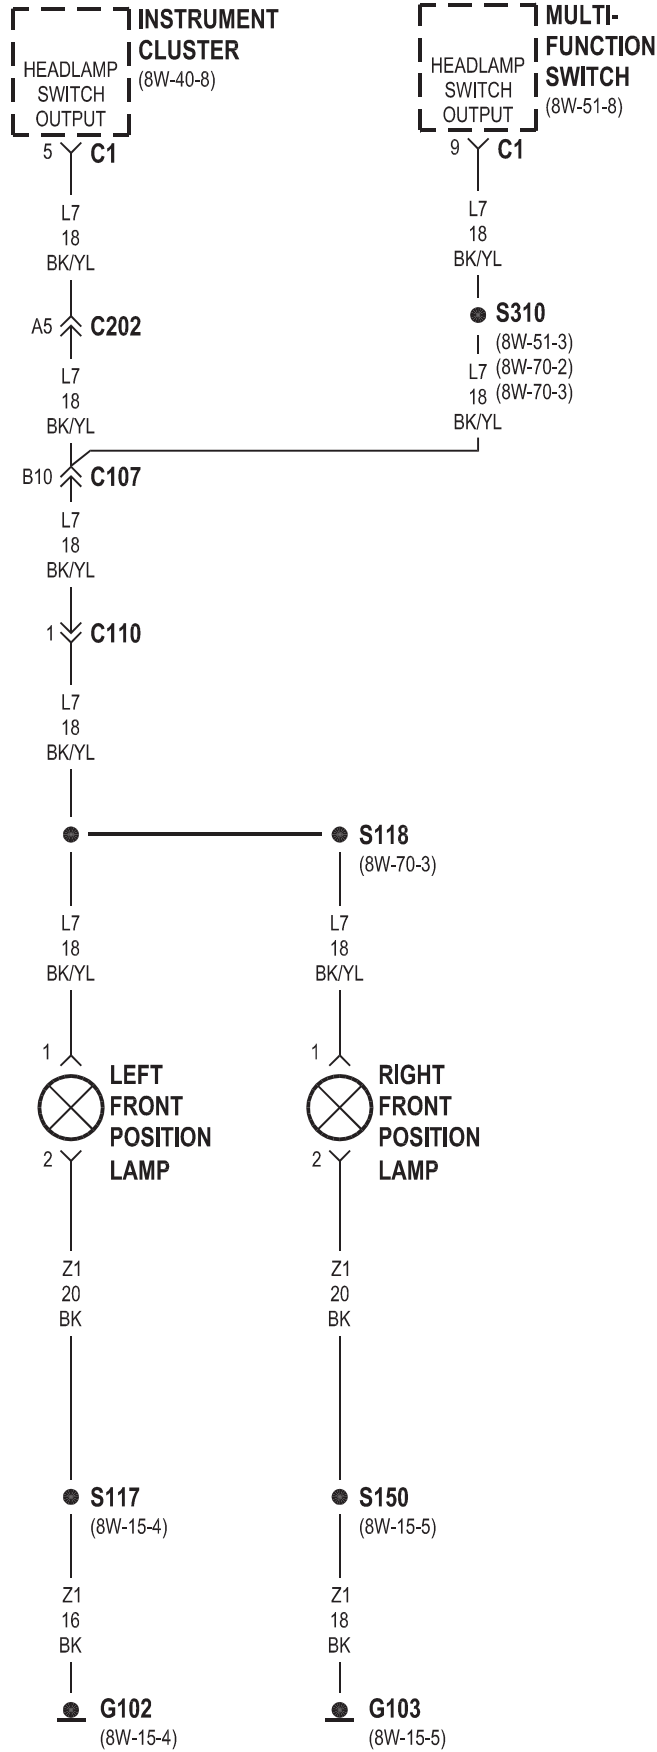 INSTRUMENT
CLUSTER
(8W-40-8)
HEADLAMP
SWITCH
OUTPUT
5
C1
MULTI-
FUNCTION
SWITCH
(8W-51-8)
HEADLAMP
SWITCH
OUTPUT
9
C1
L7
18
BK/YL
L7
18
BK/YL
A5
C202
S310
(8W-51-3)
(8W-70-2)
(8W-70-3)
L7
18
BK/YL
L7
18
BK/YL
B10
C107
L7
18
BK/YL
1
C110
L7
18
BK/YL
S118
(8W-70-3)
L7
18
BK/YL
L7
18
BK/YL
1
LEFT
FRONT
POSITION
LAMP
2
1
RIGHT
FRONT
POSITION
LAMP
2
Z1
20
BK
Z1
20
BK
S117
(8W-15-4)
S150
(8W-15-5)
Z1
16
BK
Z1
18
BK
G102
(8W-15-4)
G103
(8W-15-5)